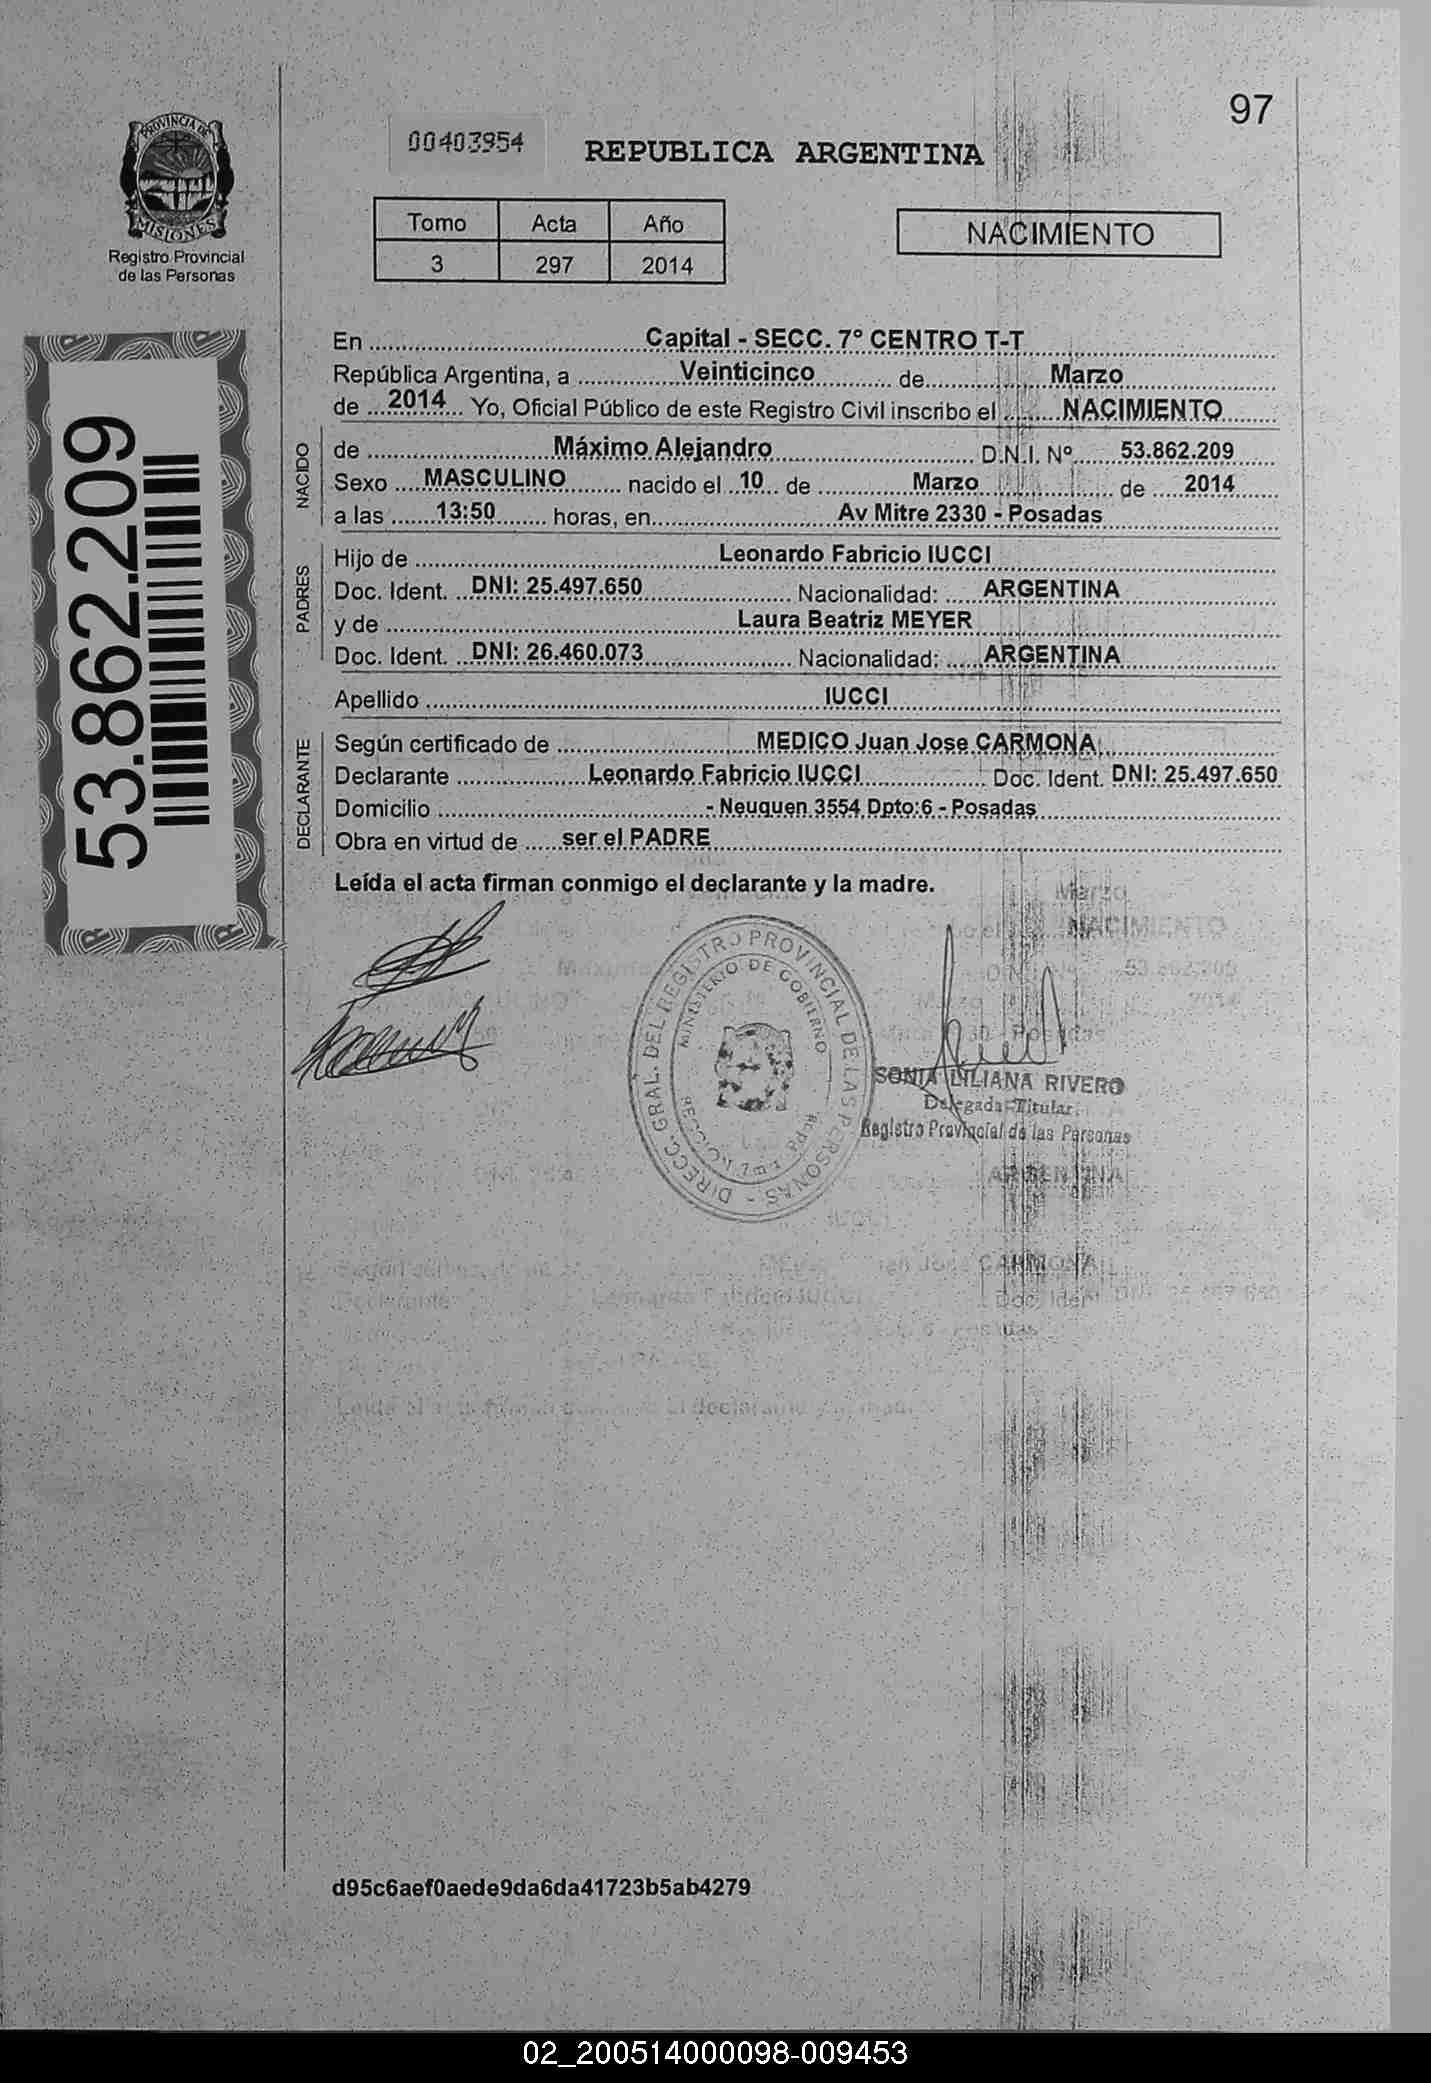 97
PROVINCIA DE
MISIONES
Registro Provincial
de las Personas
00403954
REPUBLICA ARGENTINA
Tomo Acta Año
3 297 2014
NACIMIENTO
53.862.209
En Capital - SECC. 7º CENTRO T-T
República Argentina, a Veinticinco de Marzo
de 2014 Yo, Oficial Público de este Registro Civil inscribo el NACIMIENTO
NACIDO
de Máximo Alejandro D.N.I. Nº 53.862.209
Sexo MASCULINO nacido el 10 de Marzo de 2014
a las 13:50 horas, en Av Mitre 2330 - Posadas
PADRES
Hijo de Leonardo Fabricio IUCCI
Doc. Ident. DNI: 25.497.650 Nacionalidad: ARGENTINA
y de Laura Beatriz MEYER
Doc. Ident. DNI: 26.460.073 Nacionalidad: ARGENTINA
Apellido IUCCI
DECLARANTE
Según certificado de MEDICO Juan Jose CARMONA
Declarante Leonardo Fabricio IUCCI Doc. Ident. DNI: 25.497.650
Domicilio - Neuquen 3554 Dpto:6 - Posadas
Obra en virtud de ser el PADRE
Leída el acta firman conmigo el declarante y la madre.
DIRECC. GRAL. DEL REGISTRO PROVINCIAL DE LAS PERSONAS -
MINISTERIO DE GOBIERNO
SONIA LILIANA RIVERO
Delegada Titular
Registro Provincial de las Personas
d95c6aef0aede9da6da41723b5ab4279
02_200514000098-009453